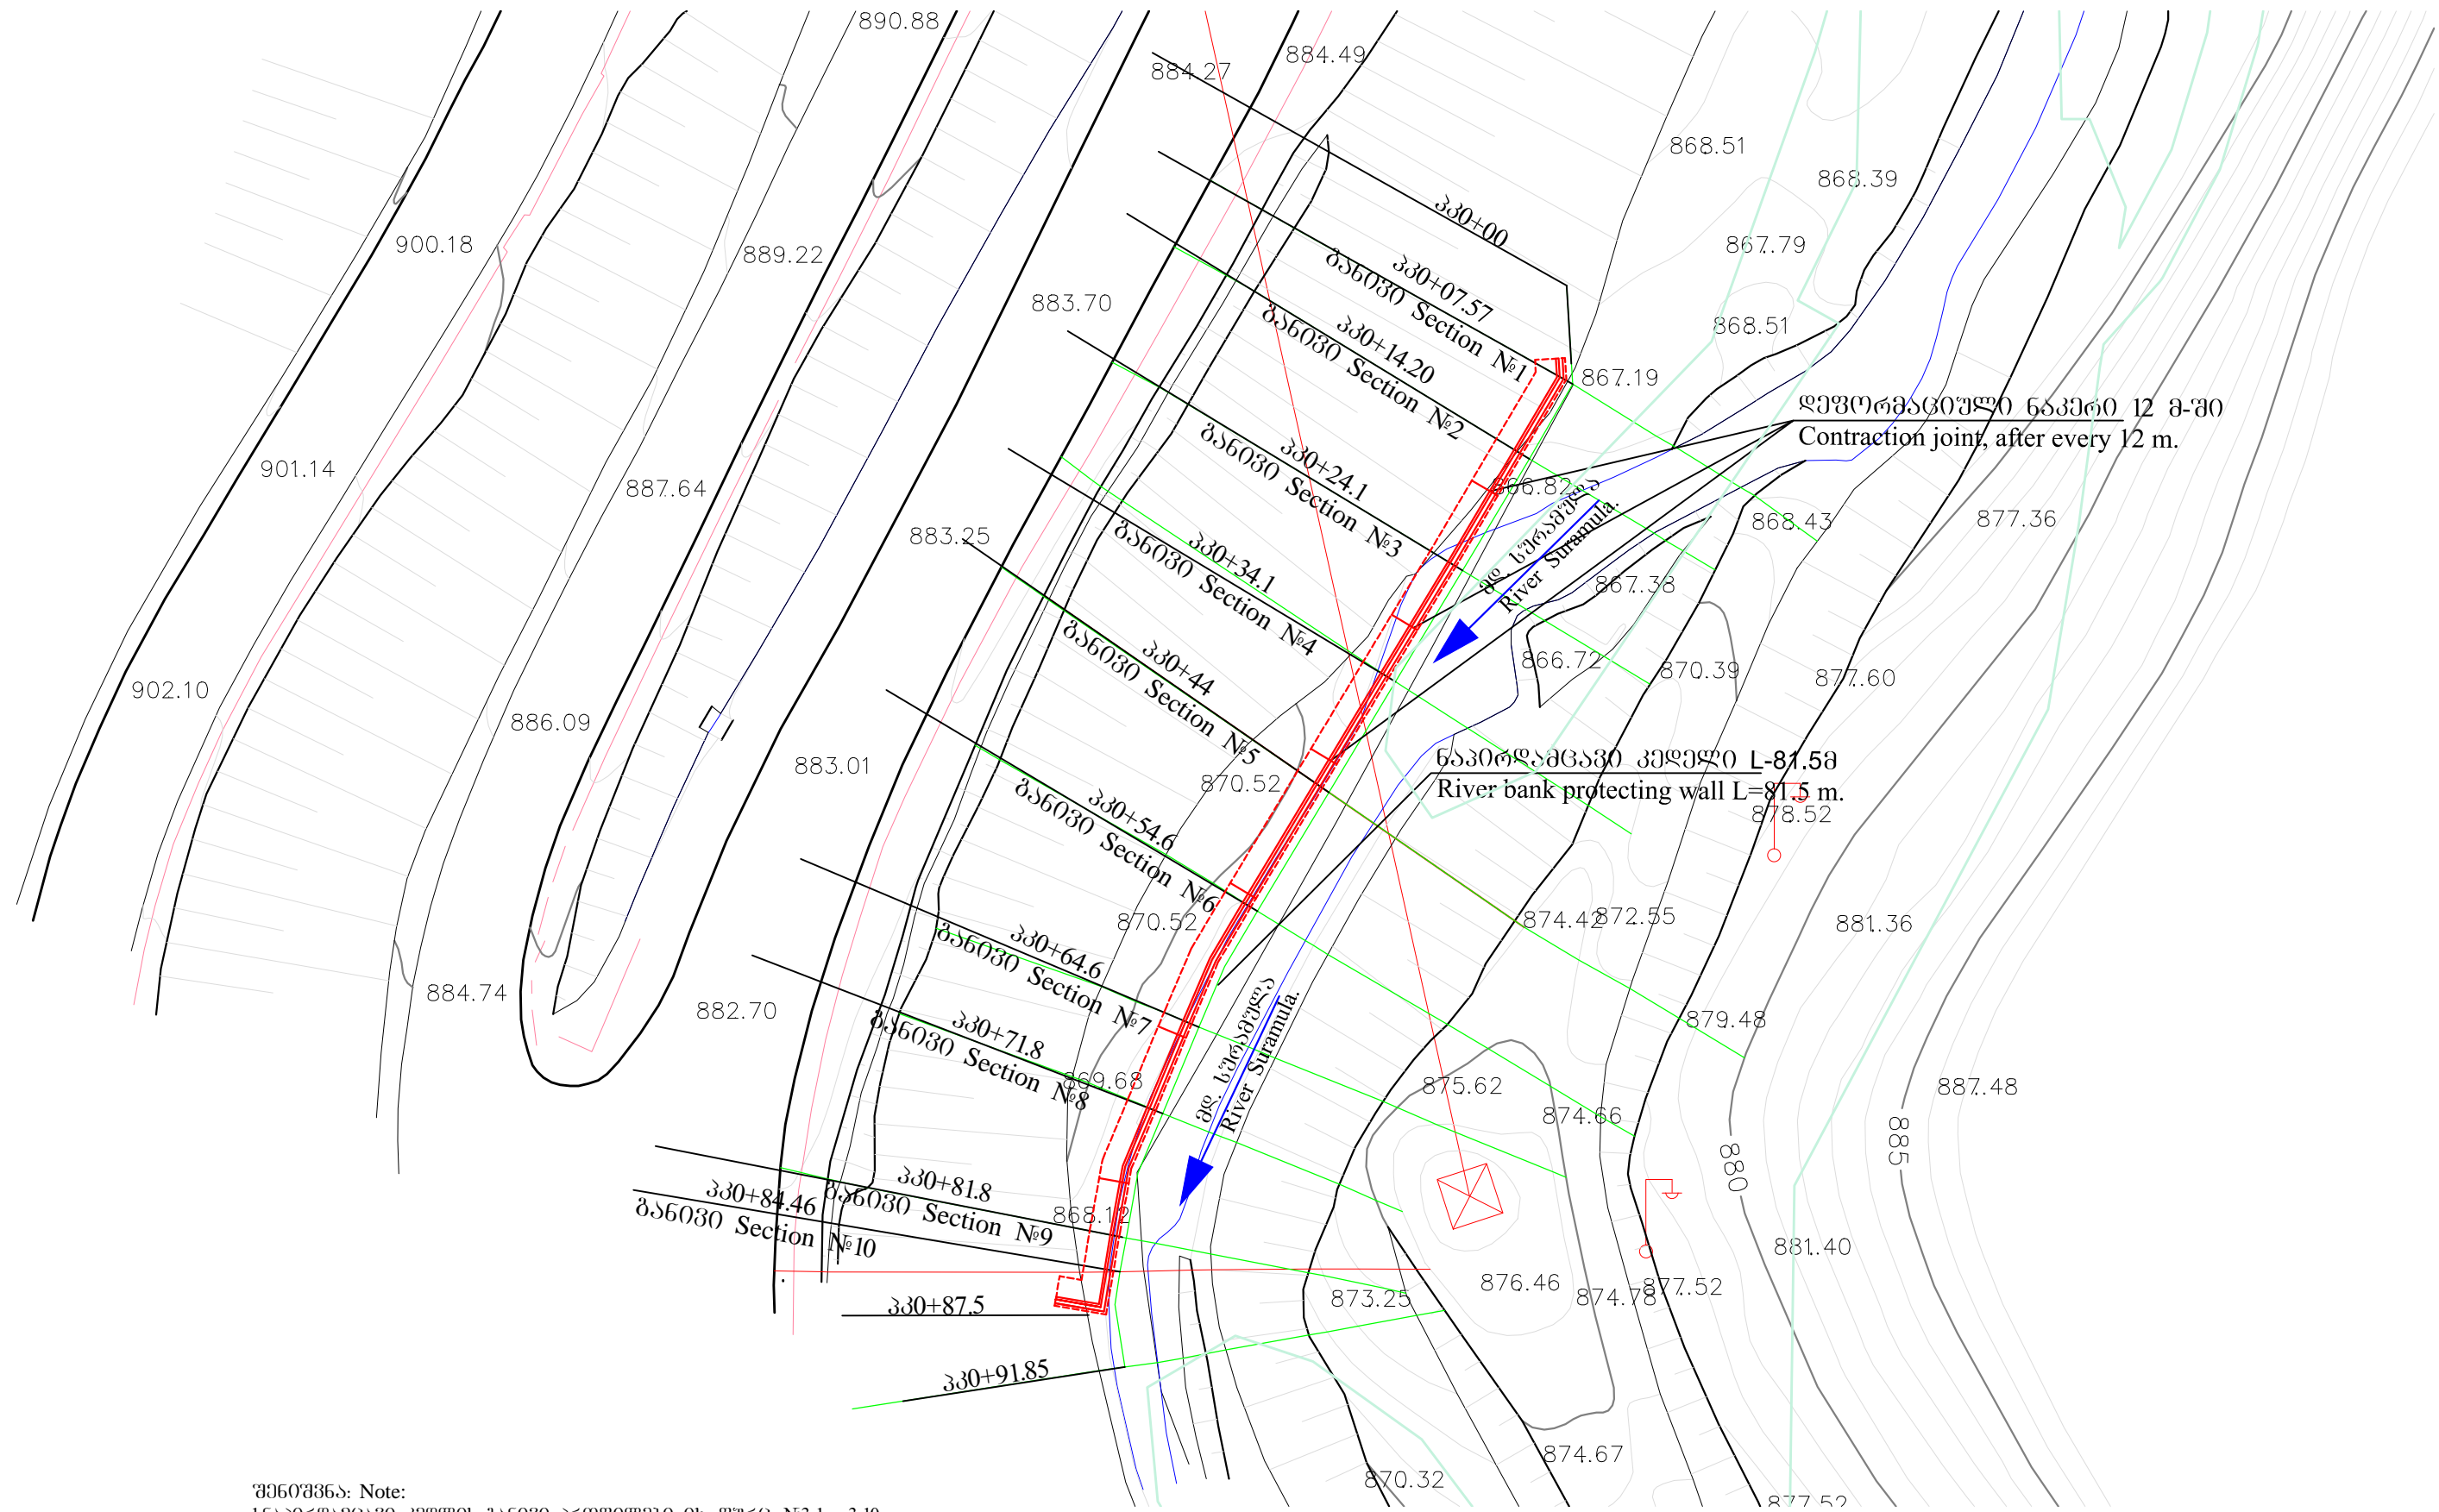 890.88
884.27
884.49
868.51
868.39
900.18
889.22
867.79
883.70
868.51
პკ0+00
პკ0+07.57
განივი Section №1
პკ0+14.20
განივი Section №2
867.19
დეფორმაციული ნაკერი 12 მ-ში
Contraction joint, after every 12 m.
901.14
887.64
პკ0+24.1
განივი Section №3
866.82
მდ. სურამულა
River Suramula.
868.43
877.36
883.25
პკ0+34.1
განივი Section №4
867.38
902.10
886.09
პკ0+44
განივი Section №5
866.72
870.39
877.60
883.01
870.52
ნაპირდამცავი კედელი L-81.5მ
River bank protecting wall L=81.5 m.
878.52
პკ0+54.6
განივი Section №6
870.52
874.42
872.55
881.36
პკ0+64.6
განივი Section №7
884.74
882.70
879.48
პკ0+71.8
განივი Section №8
869.68
მდ. სურამულა
River Suramula.
875.62
874.66
887.48
880
885
პკ0+81.8
განივი Section №9
პკ0+84.46
განივი Section №10
868.12
881.40
876.46
873.25
874.78
877.52
პკ0+87.5
პკ0+91.85
874.67
870.32
877.52
შენიშვნა: Note: